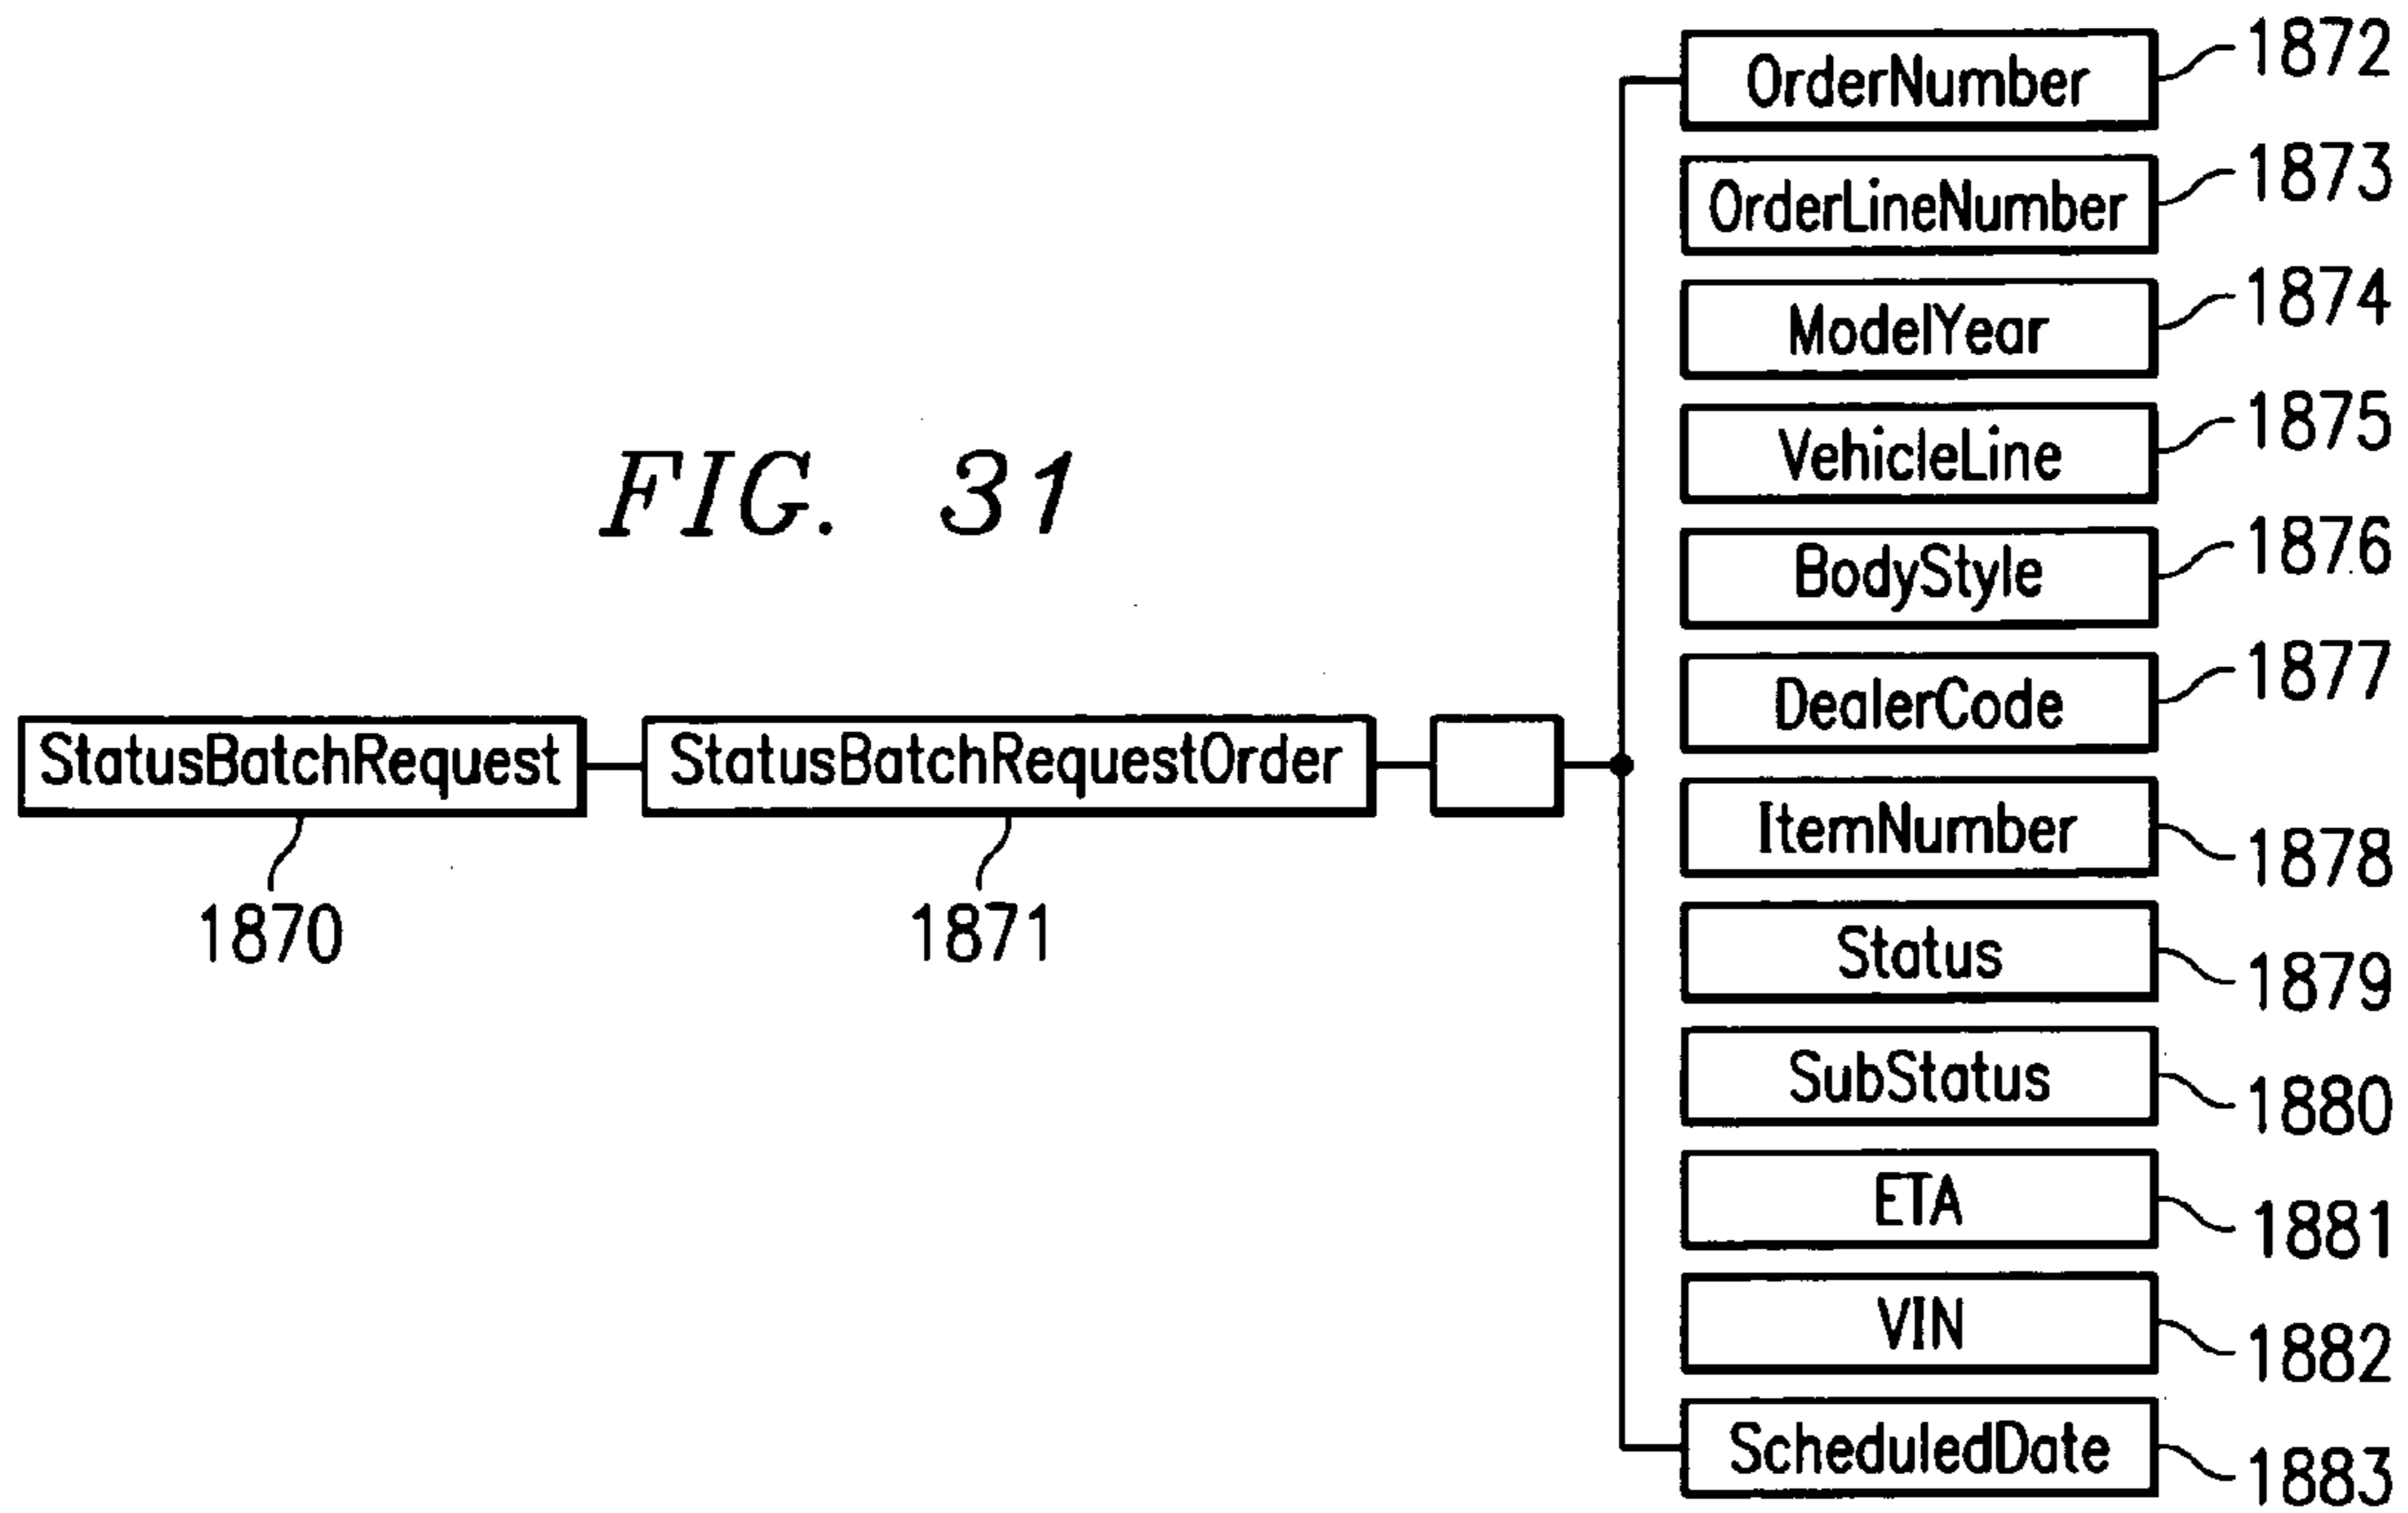 OrderNumber 1872
OrderLineNumber 1873
ModelYear 1874
VehicleLine 1875
FIG. 31
BodyStyle 1876
DealerCode 1877
StatusBatchRequest StatusBatchRequestOrder
1870 1871
ItemNumber 1878
Status 1879
SubStatus 1880
ETA 1881
VIN 1882
ScheduledDate 1883